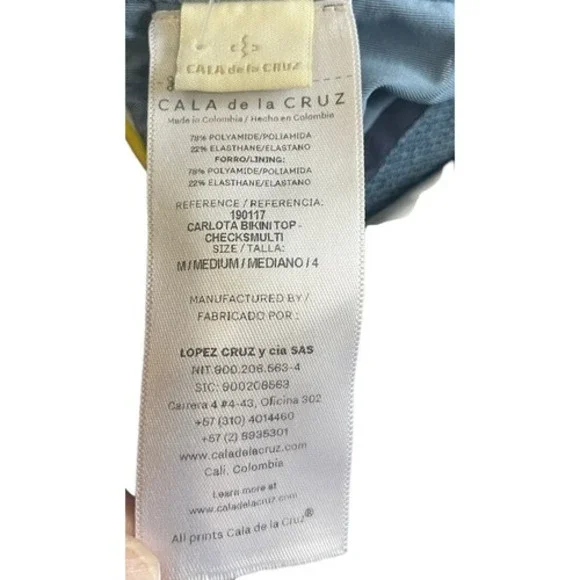 CALA de la CRUZ
CALA de la CRUZ
Made in Colombia / Hecho en Colombia
78% POLYAMIDE/POLIAMIDA
22% ELASTHANE/ELASTANO
FORRO/LINING:
78% POLYAMIDE/POLIAMIDA
22% ELASTHANE/ELASTANO
REFERENCE / REFERENCIA:
190117
CARLOTA BIKINI TOP -
CHECKSMULTI
SIZE / TALLA:
M / MEDIUM / MEDIANO / 4
MANUFACTURED BY /
FABRICADO POR :
LOPEZ CRUZ y cia SAS
NIT.900.208.563-4
SIC: 900208563
Carrera 4 #4-43, Oficina 302
+57 (310) 4014460
+57 (2) 8935301
www.caladelacruz.com
Cali, Colombia
Learn more at
www.caladelacruz.com
All prints Cala de la Cruz®